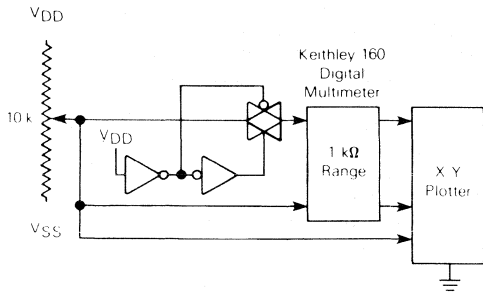 VDD
10 k
VSS
VDD
Keithley 160
Digital
Multimeter
1 kΩ
Range
X Y
Plotter